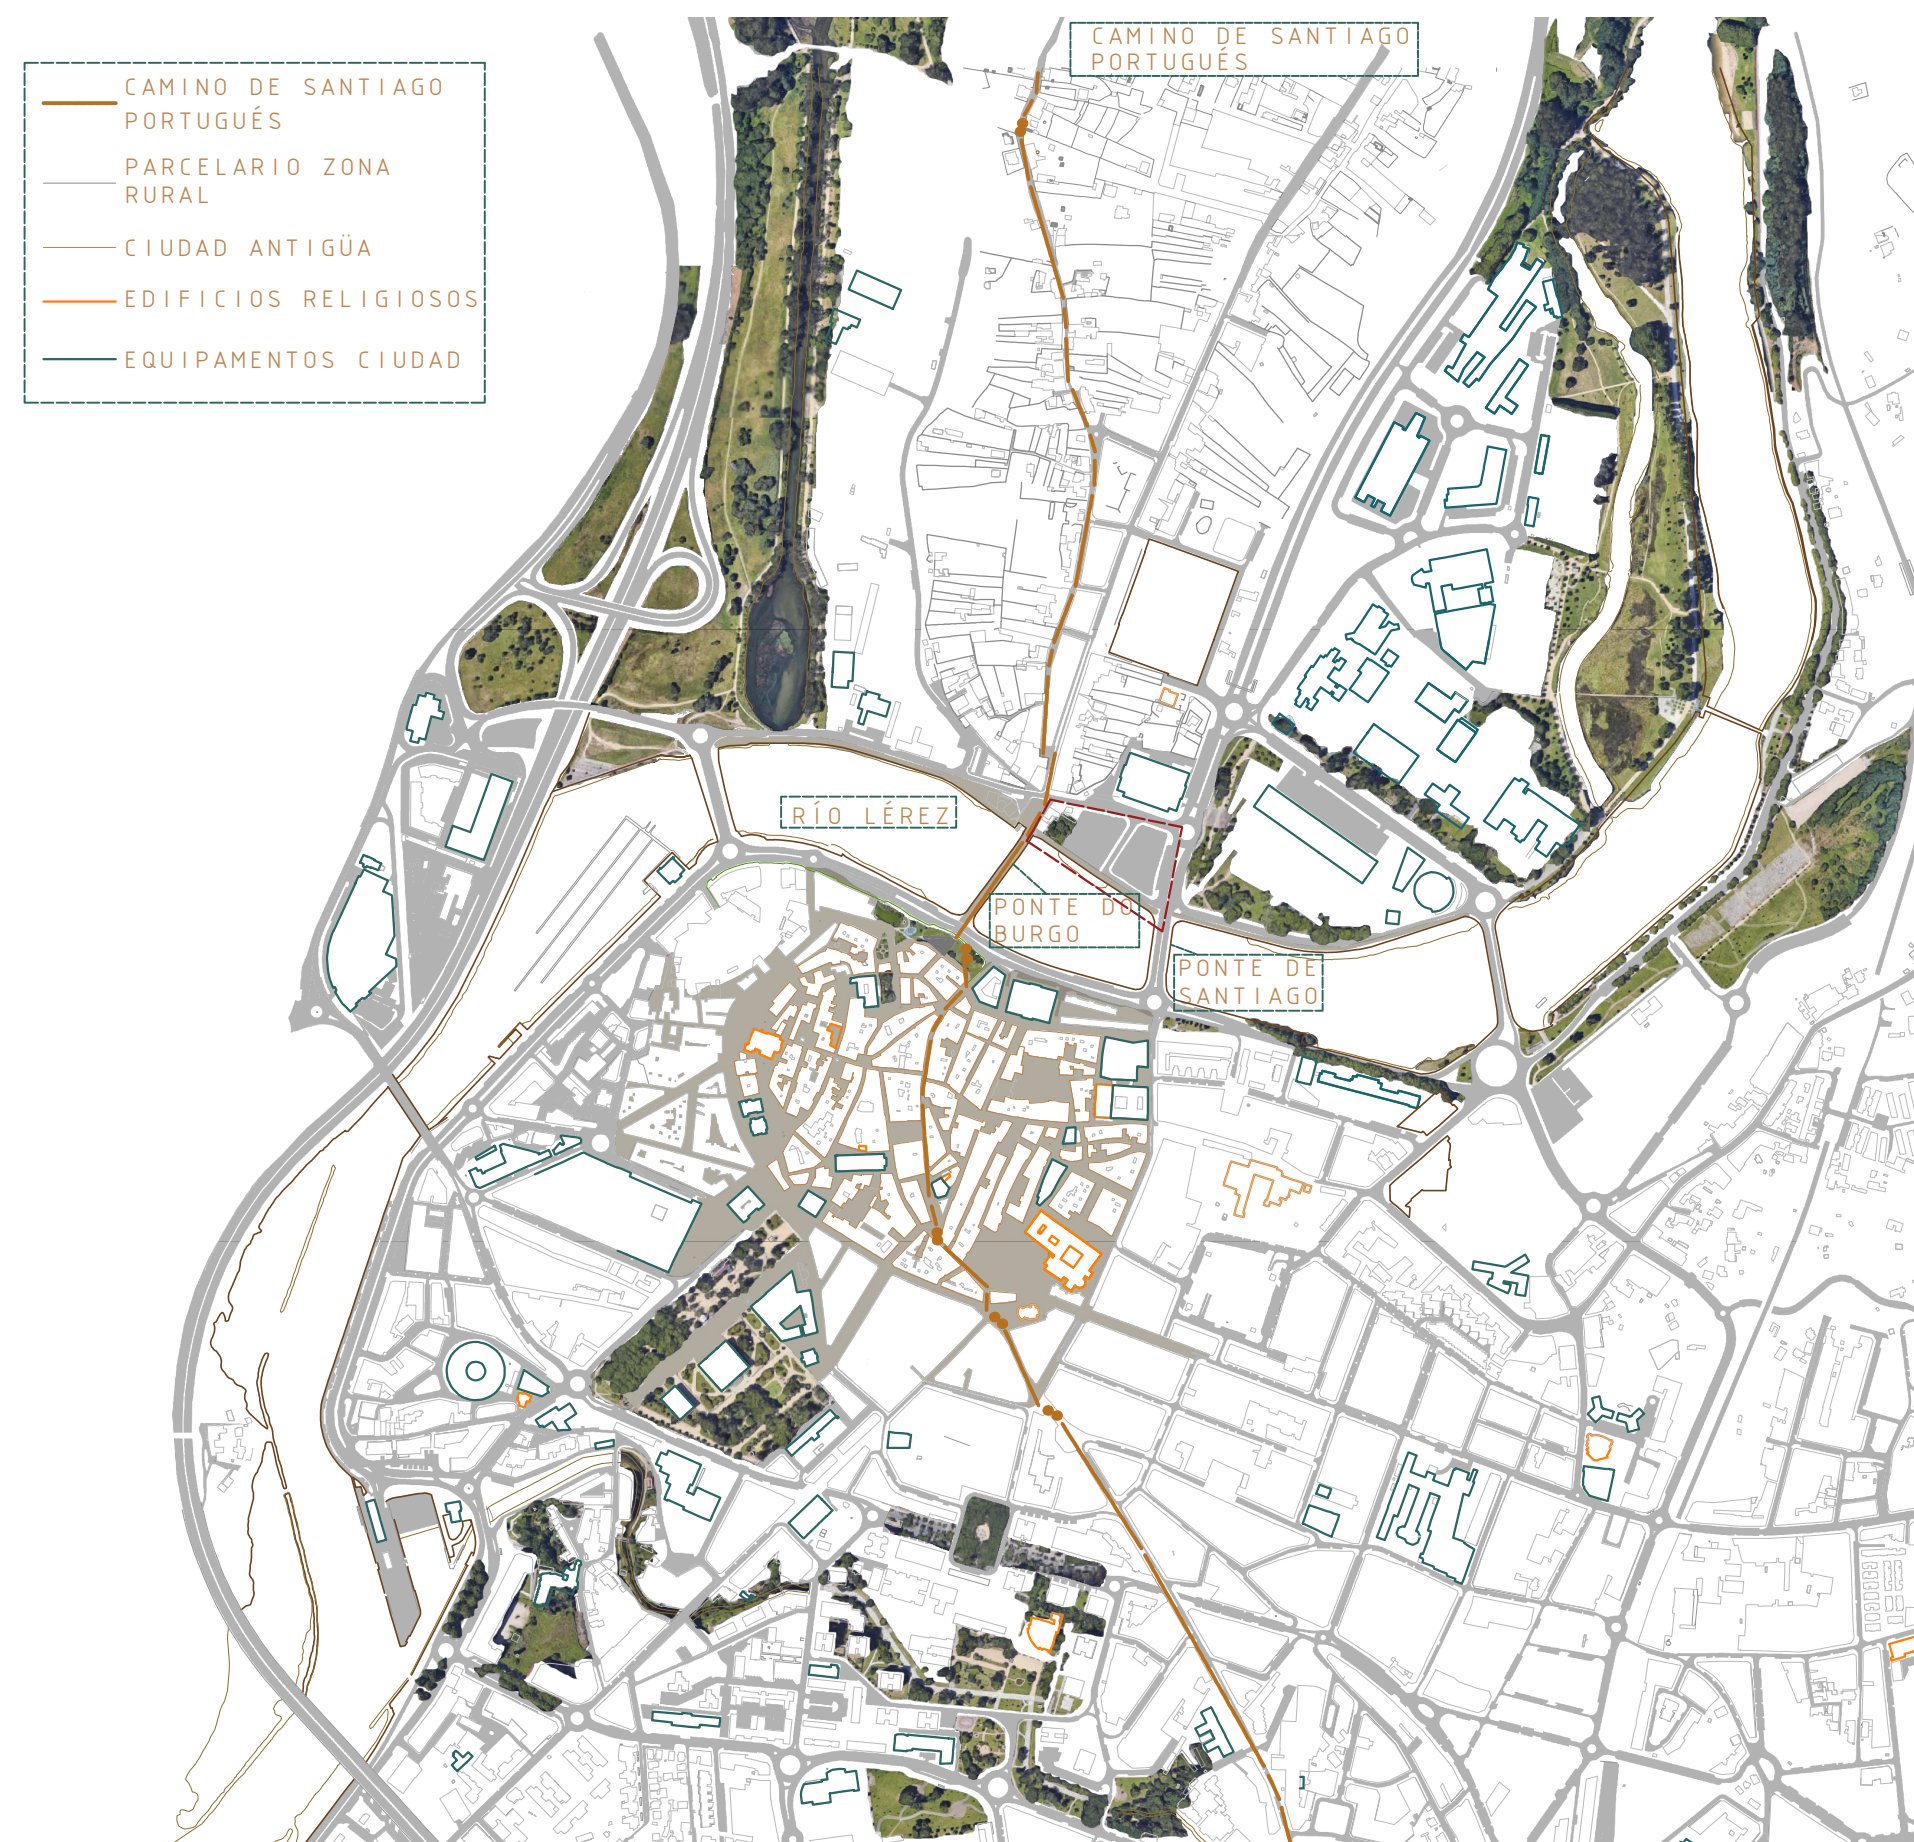 CAMINO DE SANTIAGO
PORTUGUÉS
CAMINO DE SANTIAGO
PORTUGUÉS
PARCELARIO ZONA
RURAL
CIUDAD ANTIGÜA
EDIFICIOS RELIGIOSOS
EQUIPAMENTOS CIUDAD
RÍO LÉREZ
PONTE DO
BURGO
PONTE DE
SANTIAGO